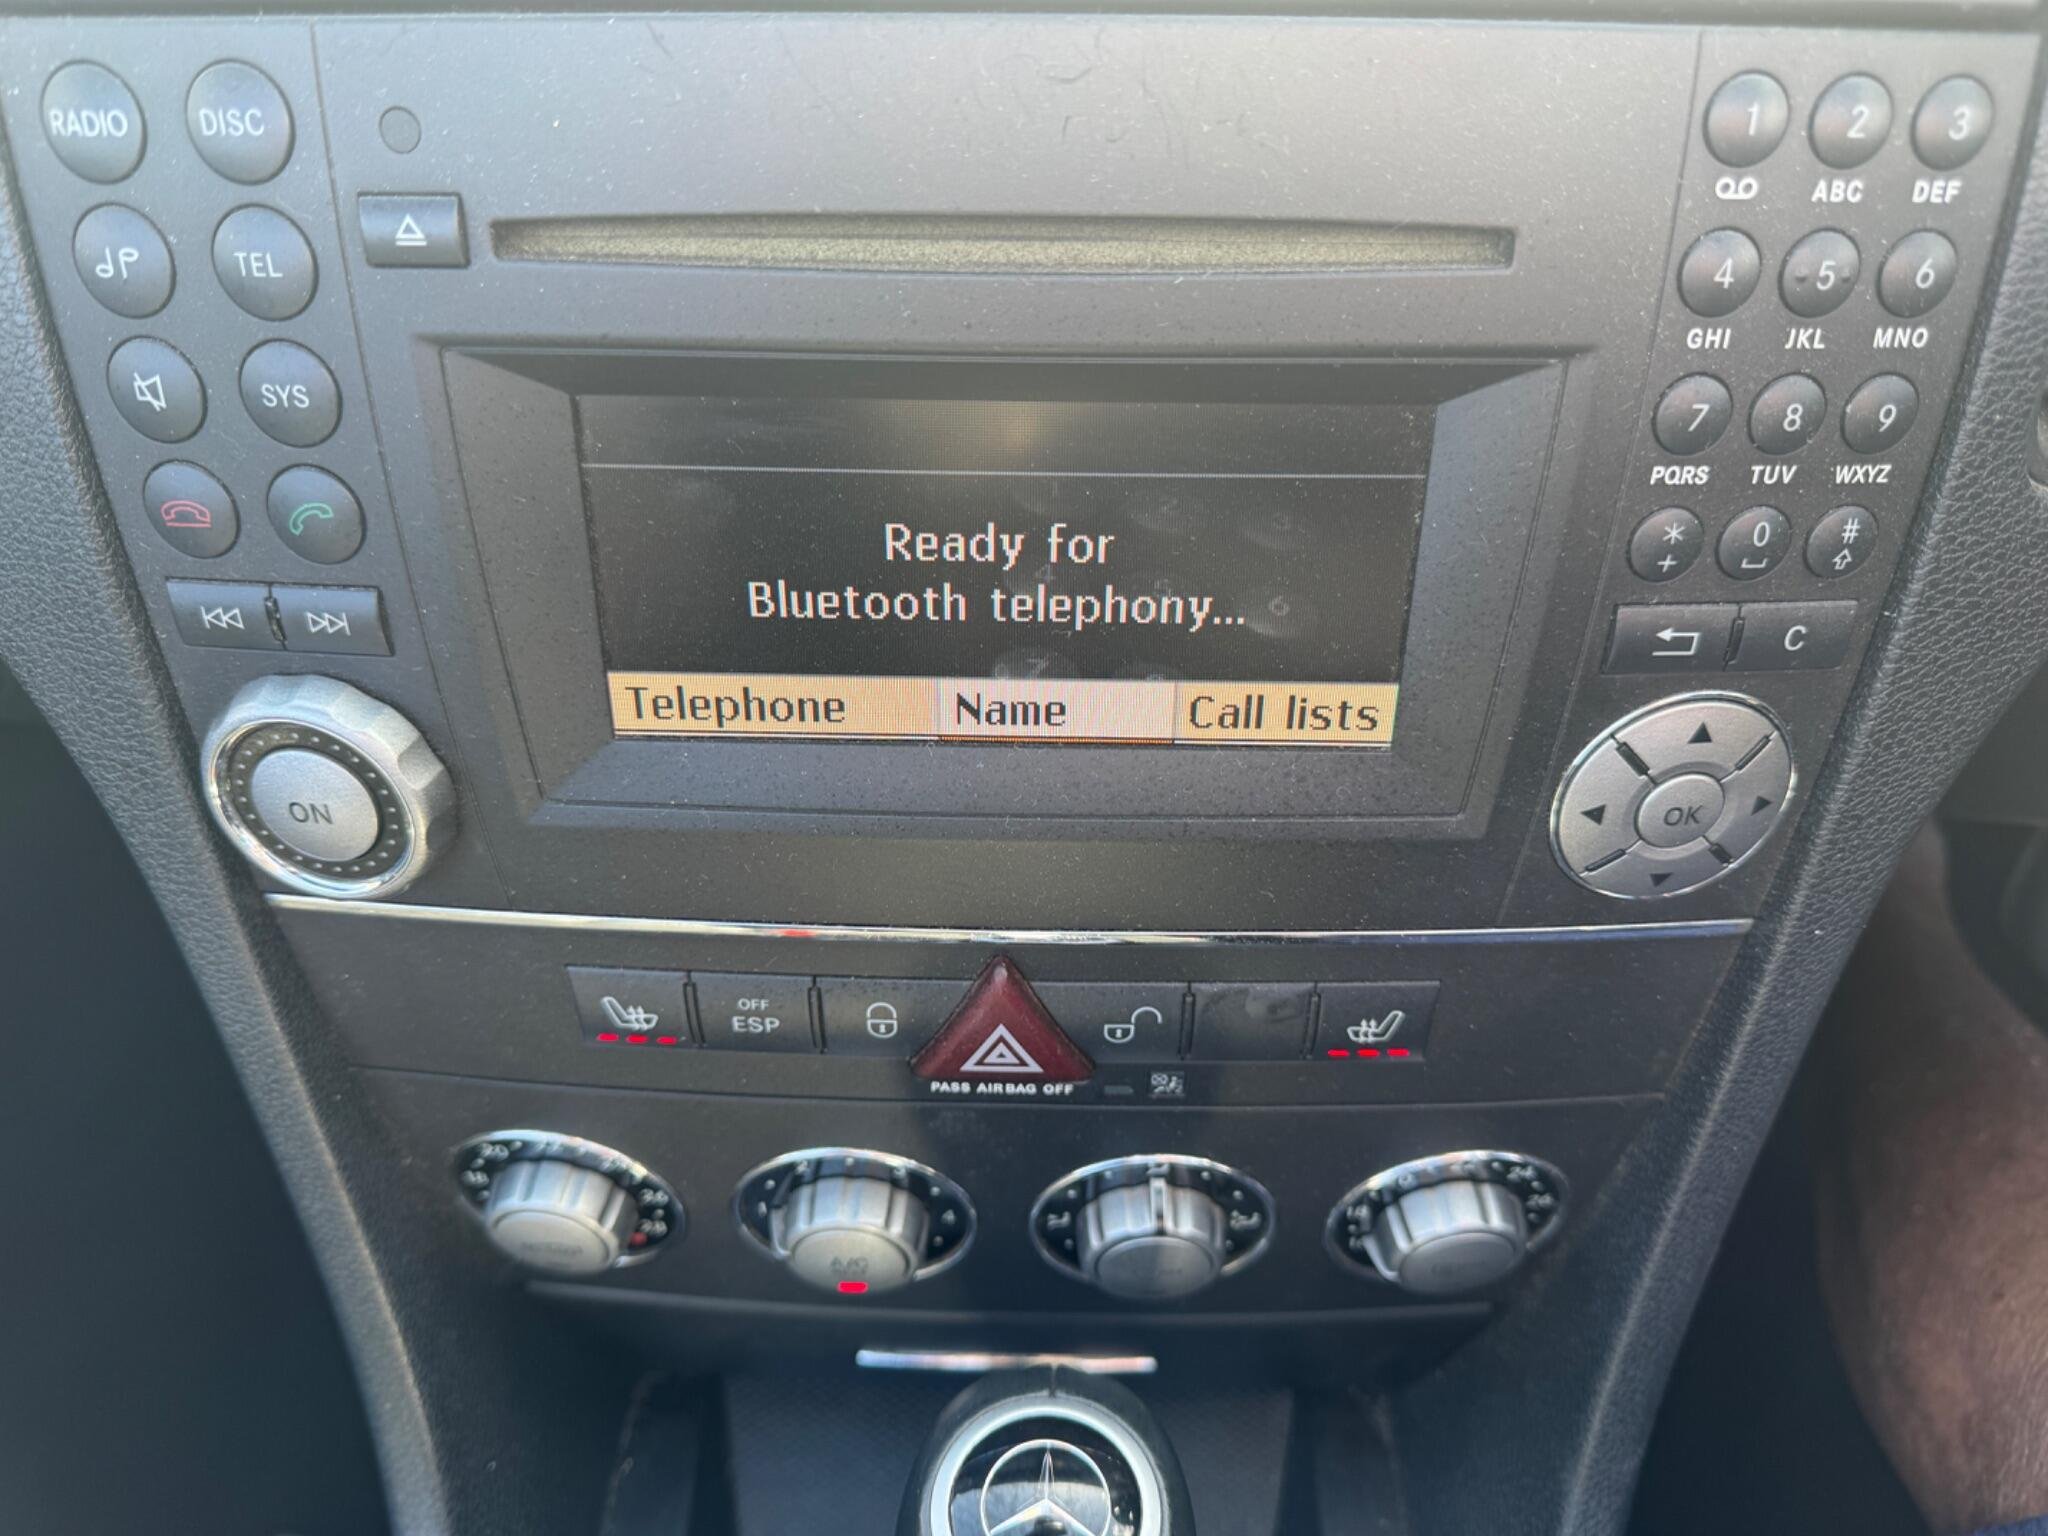 RADIO DISC
TEL
SYS
ON
1 2 3
ABC DEF
4 5 6
GHI JKL MNO
7 8 9
PQRS TUV WXYZ
* 0 #
+
C
OK
Ready for
Bluetooth telephony...
Telephone Name Call lists
OFF
ESP
PASS AIRBAG OFF